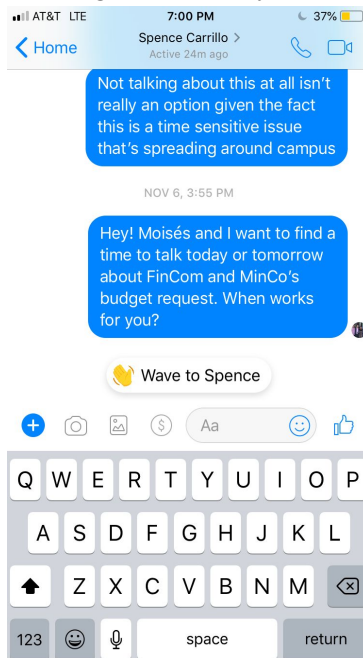 AT&T LTE 7:00 PM 37%
Home
Spence Carrillo >
Active 24m ago
Not talking about this at all isn't
really an option given the fact
this is a time sensitive issue
that's spreading around campus
NOV 6, 3:55 PM
Hey! Moisés and I want to find a
time to talk today or tomorrow
about FinCom and MinCo's
budget request. When works
for you?
Wave to Spence
Aa
Q W E R T Y U I O P
A S D F G H J K L
Z X C V B N M
123 space return